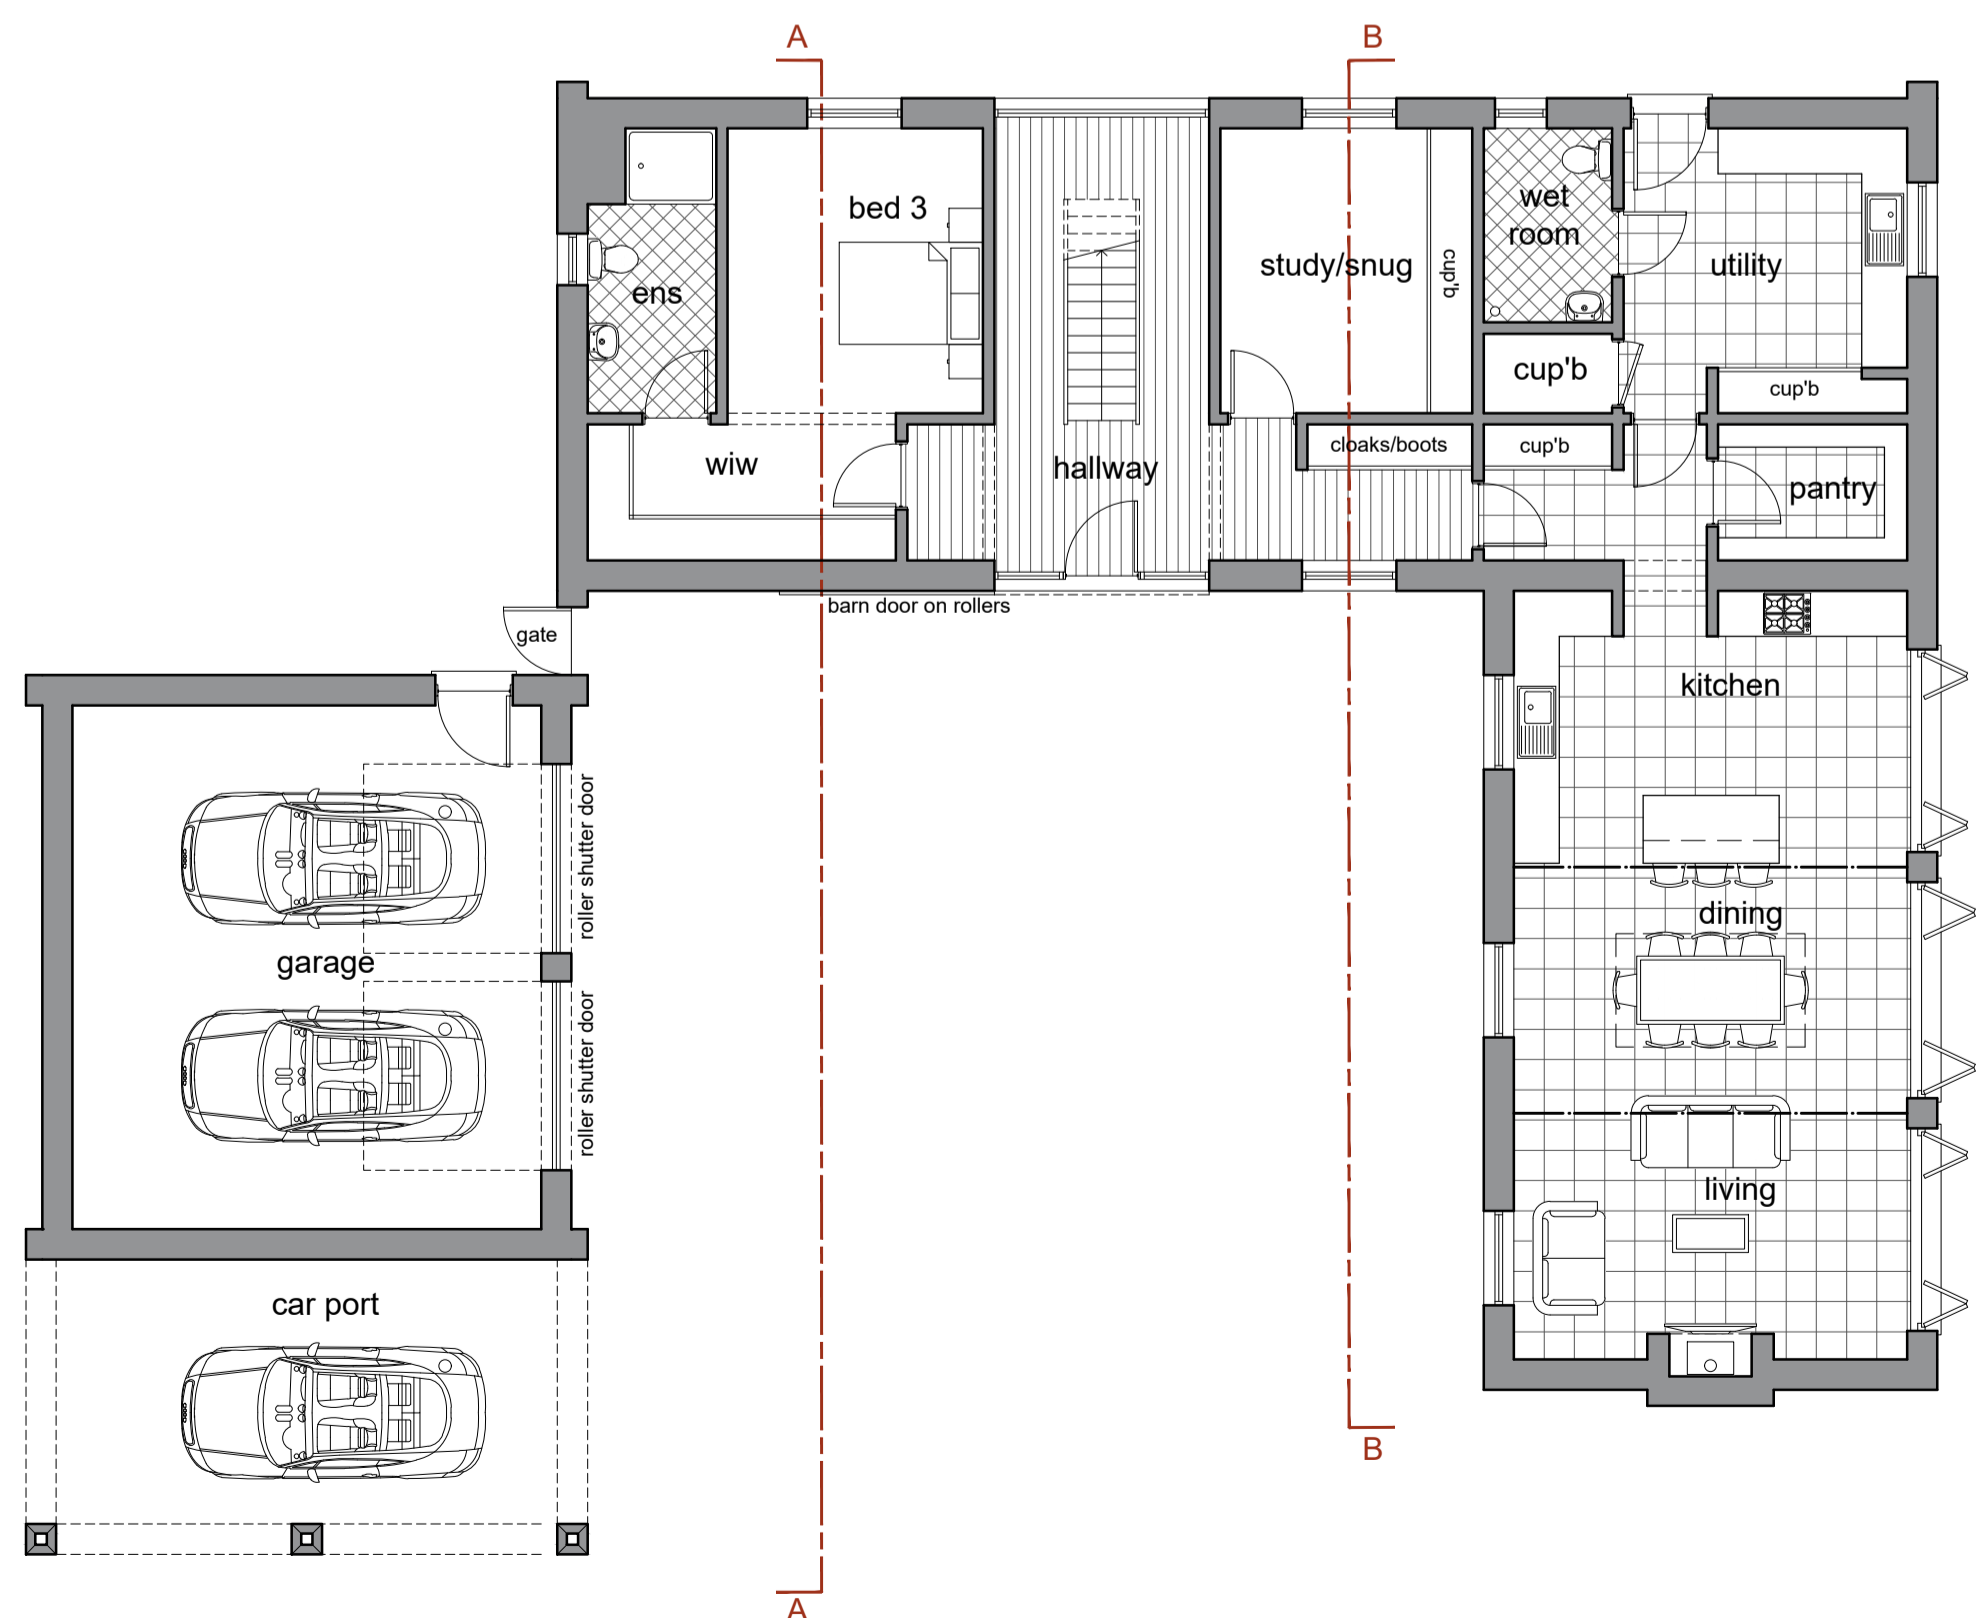 A
B
bed 3
wet
room
ens
study/snug
cup'b
utility
cup'b
cup'b
wiw
hallway
cloaks/boots
cup'b
pantry
barn door on rollers
gate
kitchen
roller shutter door
dining
garage
roller shutter door
living
car port
B
A